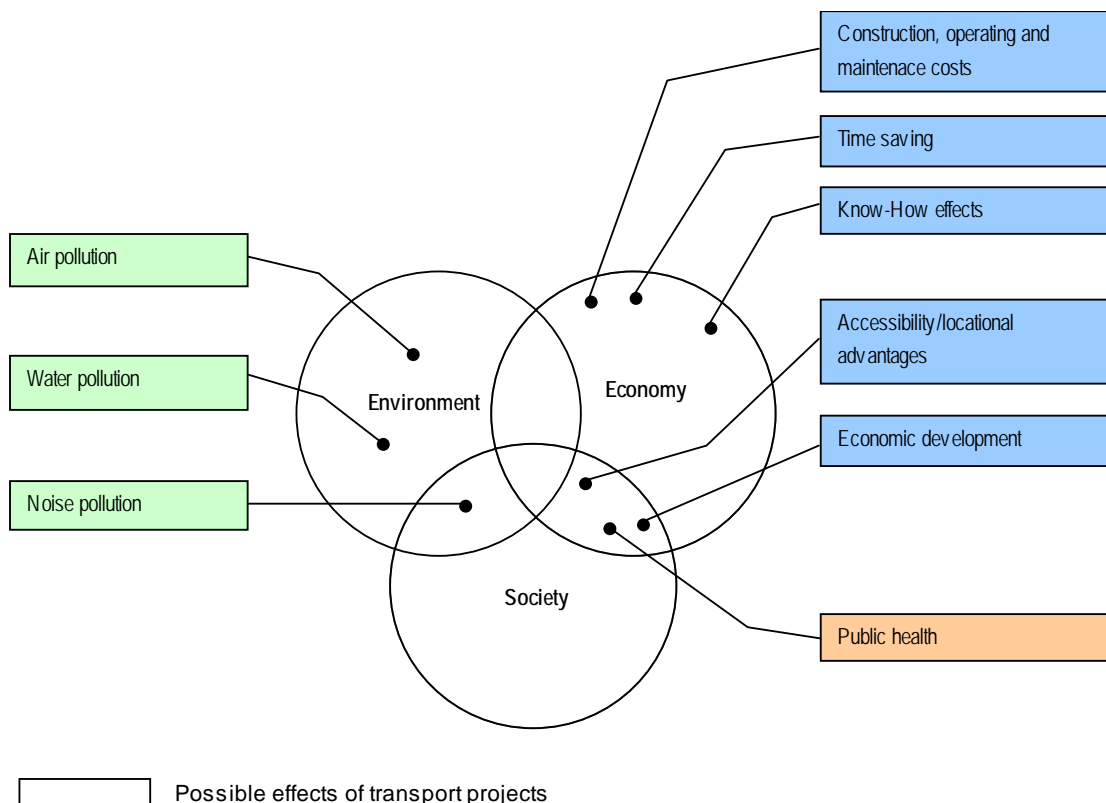 Construction, operating and
maintenace costs
Time saving
Know-How effects
Air pollution
Accessibility/locational
advantages
Water pollution
Environment
Economy
Economic development
Noise pollution
Society
Public health
Possible effects of transport projects